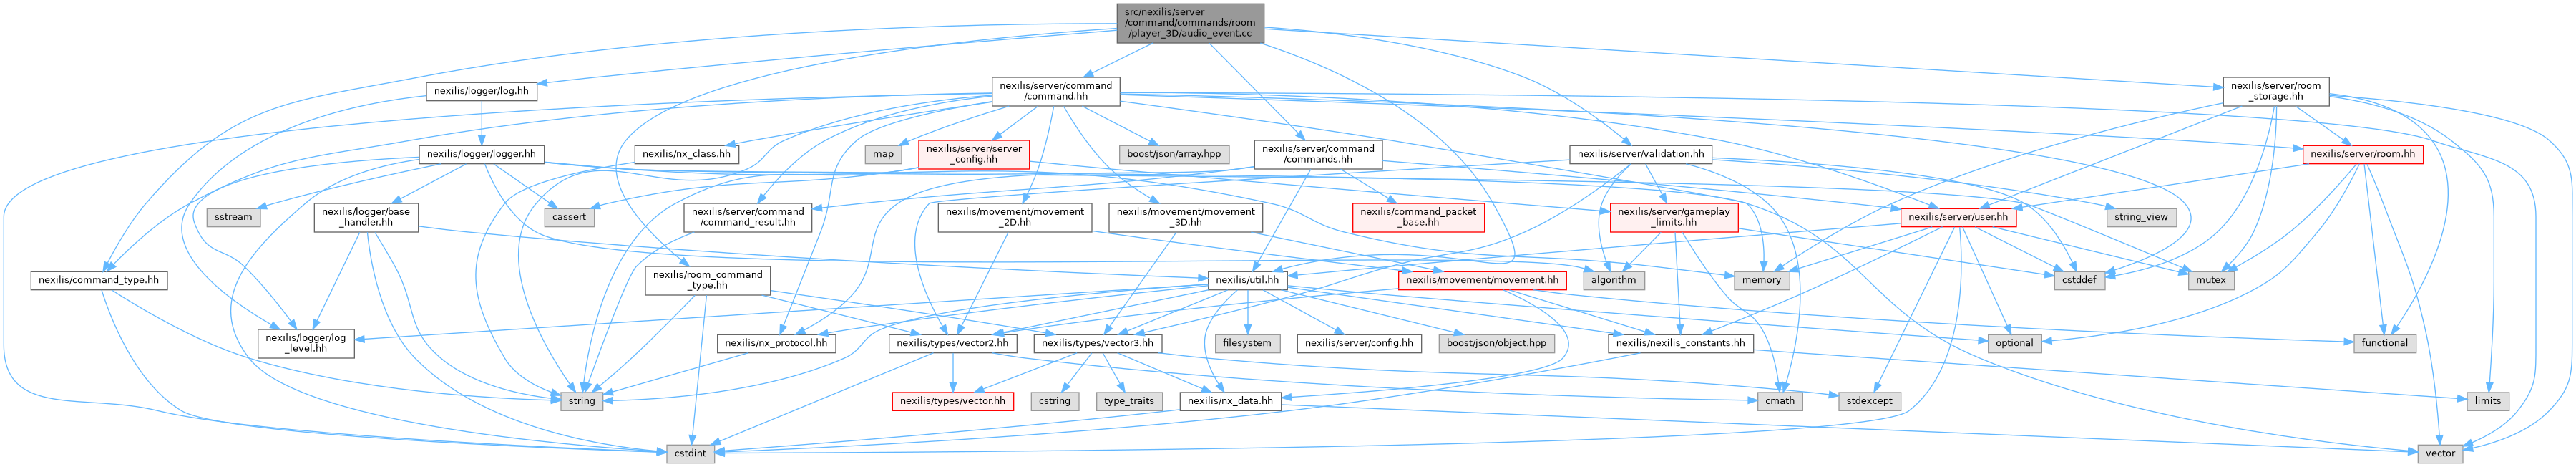 src/nexilis/server
/command/commands/room
/player_3D/audio_event.cc
nexilis/logger/log.hh
nexilis/server/command
/command.hh
nexilis/server/room
_storage.hh
nexilis/logger/logger.hh
nexilis/nx_class.hh
map
nexilis/server/server
_config.hh
boost/json/array.hpp
nexilis/server/command
/commands.hh
nexilis/server/validation.hh
nexilis/server/room.hh
sstream
nexilis/logger/base
_handler.hh
cassert
nexilis/server/command
/command_result.hh
nexilis/movement/movement
_2D.hh
nexilis/movement/movement
_3D.hh
nexilis/command_packet
_base.hh
nexilis/server/gameplay
_limits.hh
nexilis/server/user.hh
string_view
nexilis/command_type.hh
nexilis/room_command
_type.hh
nexilis/util.hh
nexilis/movement/movement.hh
algorithm
memory
cstddef
mutex
nexilis/logger/log
_level.hh
nexilis/nx_protocol.hh
nexilis/types/vector2.hh
nexilis/types/vector3.hh
filesystem
nexilis/server/config.hh
boost/json/object.hpp
nexilis/nexilis_constants.hh
optional
functional
string
nexilis/types/vector.hh
cstring
type_traits
nexilis/nx_data.hh
cmath
stdexcept
limits
cstdint
vector